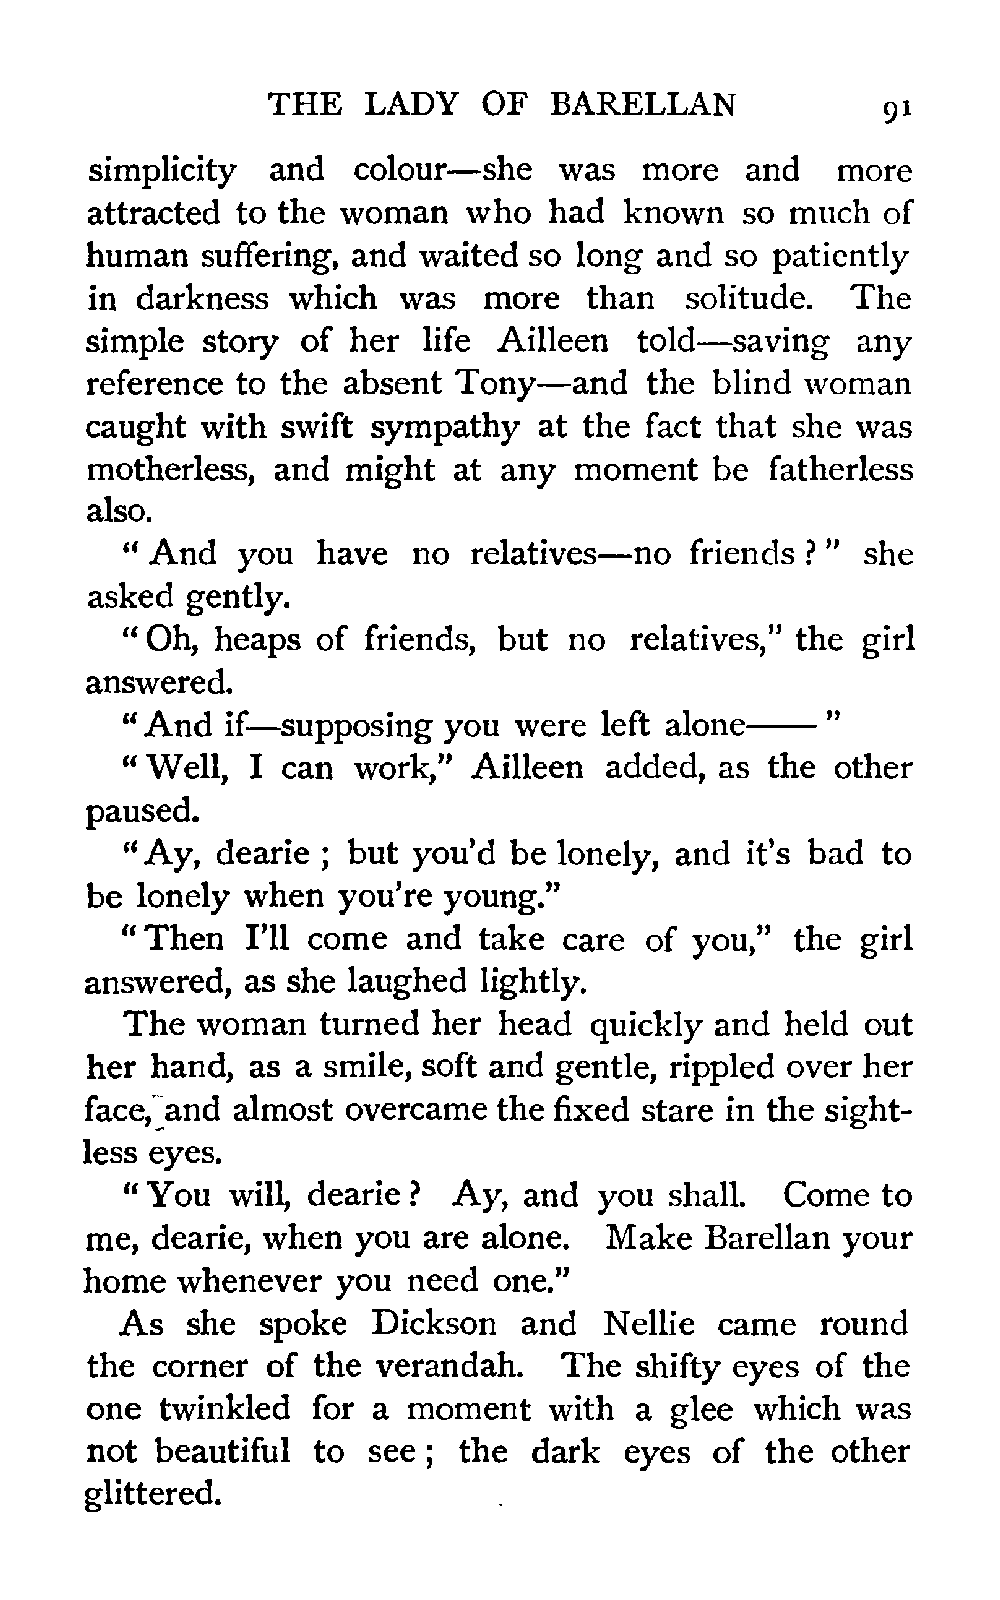 THE LADY OF BARELLAN 91
simplicity and colour—she was more and more
attracted to the woman who had known so much of
human suffering, and waited so long and so patiently
in darkness which was more than solitude. The
simple story of her life Ailleen told—saving any
reference to the absent Tony—and the blind woman
caught with swift sympathy at the fact that she was
motherless, and might at any moment be fatherless
also.
“And you have no relatives—no friends?” she
asked gently.
“Oh, heaps of friends, but no relatives,” the girl
answered.
“And if—supposing you were left alone——”
“Well, I can work,” Ailleen added, as the other
paused.
“Ay, dearie; but you’d be lonely, and it’s bad to
be lonely when you’re young.”
“Then I’ll come and take care of you,” the girl
answered, as she laughed lightly.
The woman turned her head quickly and held out
her hand, as a smile, soft and gentle, rippled over her
face, and almost overcame the fixed stare in the sight-
less eyes.
“You will, dearie? Ay, and you shall. Come to
me, dearie, when you are alone. Make Barellan your
home whenever you need one.”
As she spoke Dickson and Nellie came round
the corner of the verandah. The shifty eyes of the
one twinkled for a moment with a glee which was
not beautiful to see; the dark eyes of the other
glittered.